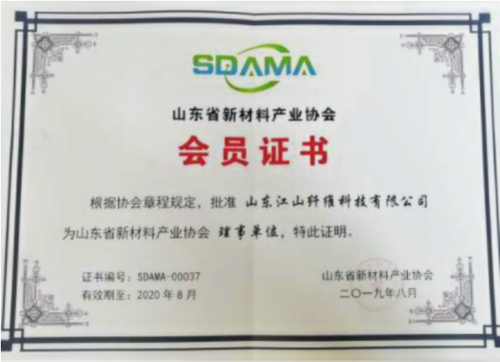 SDAMA
山东省新材料产业协会
会员证书
根据协会章程规定，批准 山东江山纤维科技有限公司
为山东省新材料产业协会 理事单位，特此证明。
证书编号：SDAMA-00037
山东省新材料产业协会
有效期至：2020年8月
二〇一九年八月